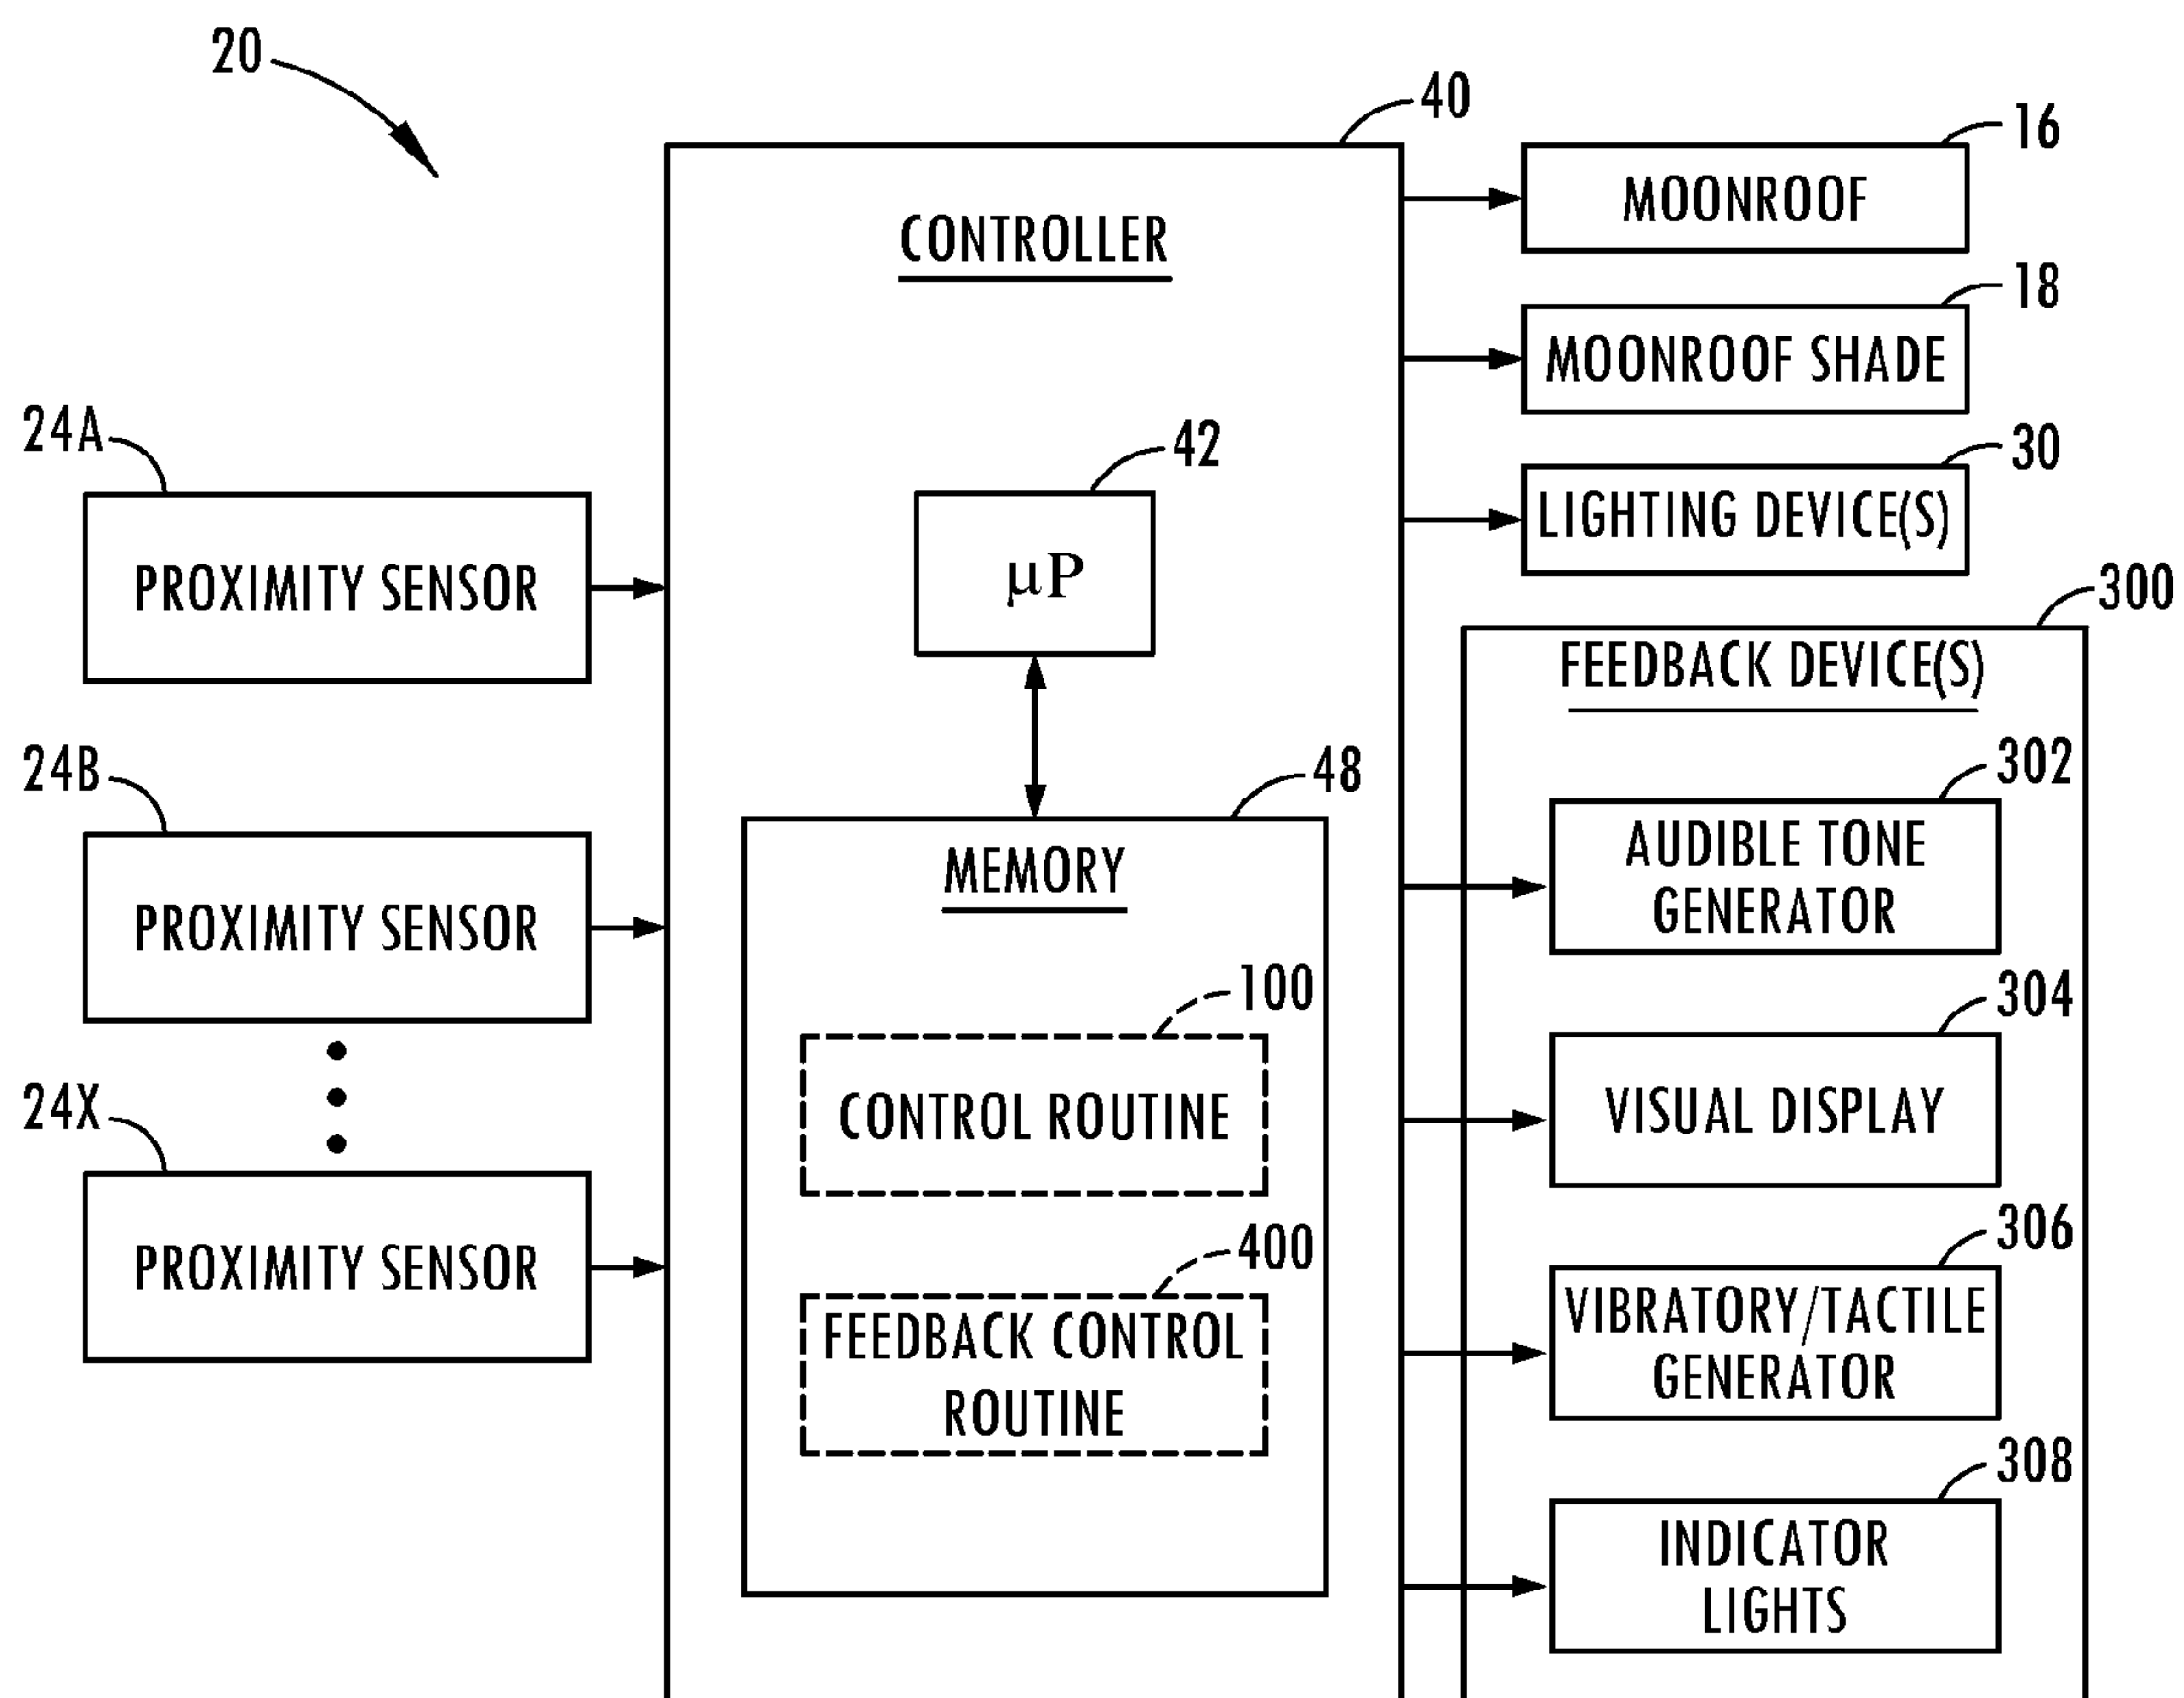 20
40
CONTROLLER
42
µP
48
MEMORY
100
CONTROL ROUTINE
400
FEEDBACK CONTROL
ROUTINE
24A
PROXIMITY SENSOR
24B
PROXIMITY SENSOR
24X
PROXIMITY SENSOR
16
MOONROOF
18
MOONROOF SHADE
30
LIGHTING DEVICE(S)
300
FEEDBACK DEVICE(S)
302
AUDIBLE TONE
GENERATOR
304
VISUAL DISPLAY
306
VIBRATORY/TACTILE
GENERATOR
308
INDICATOR
LIGHTS